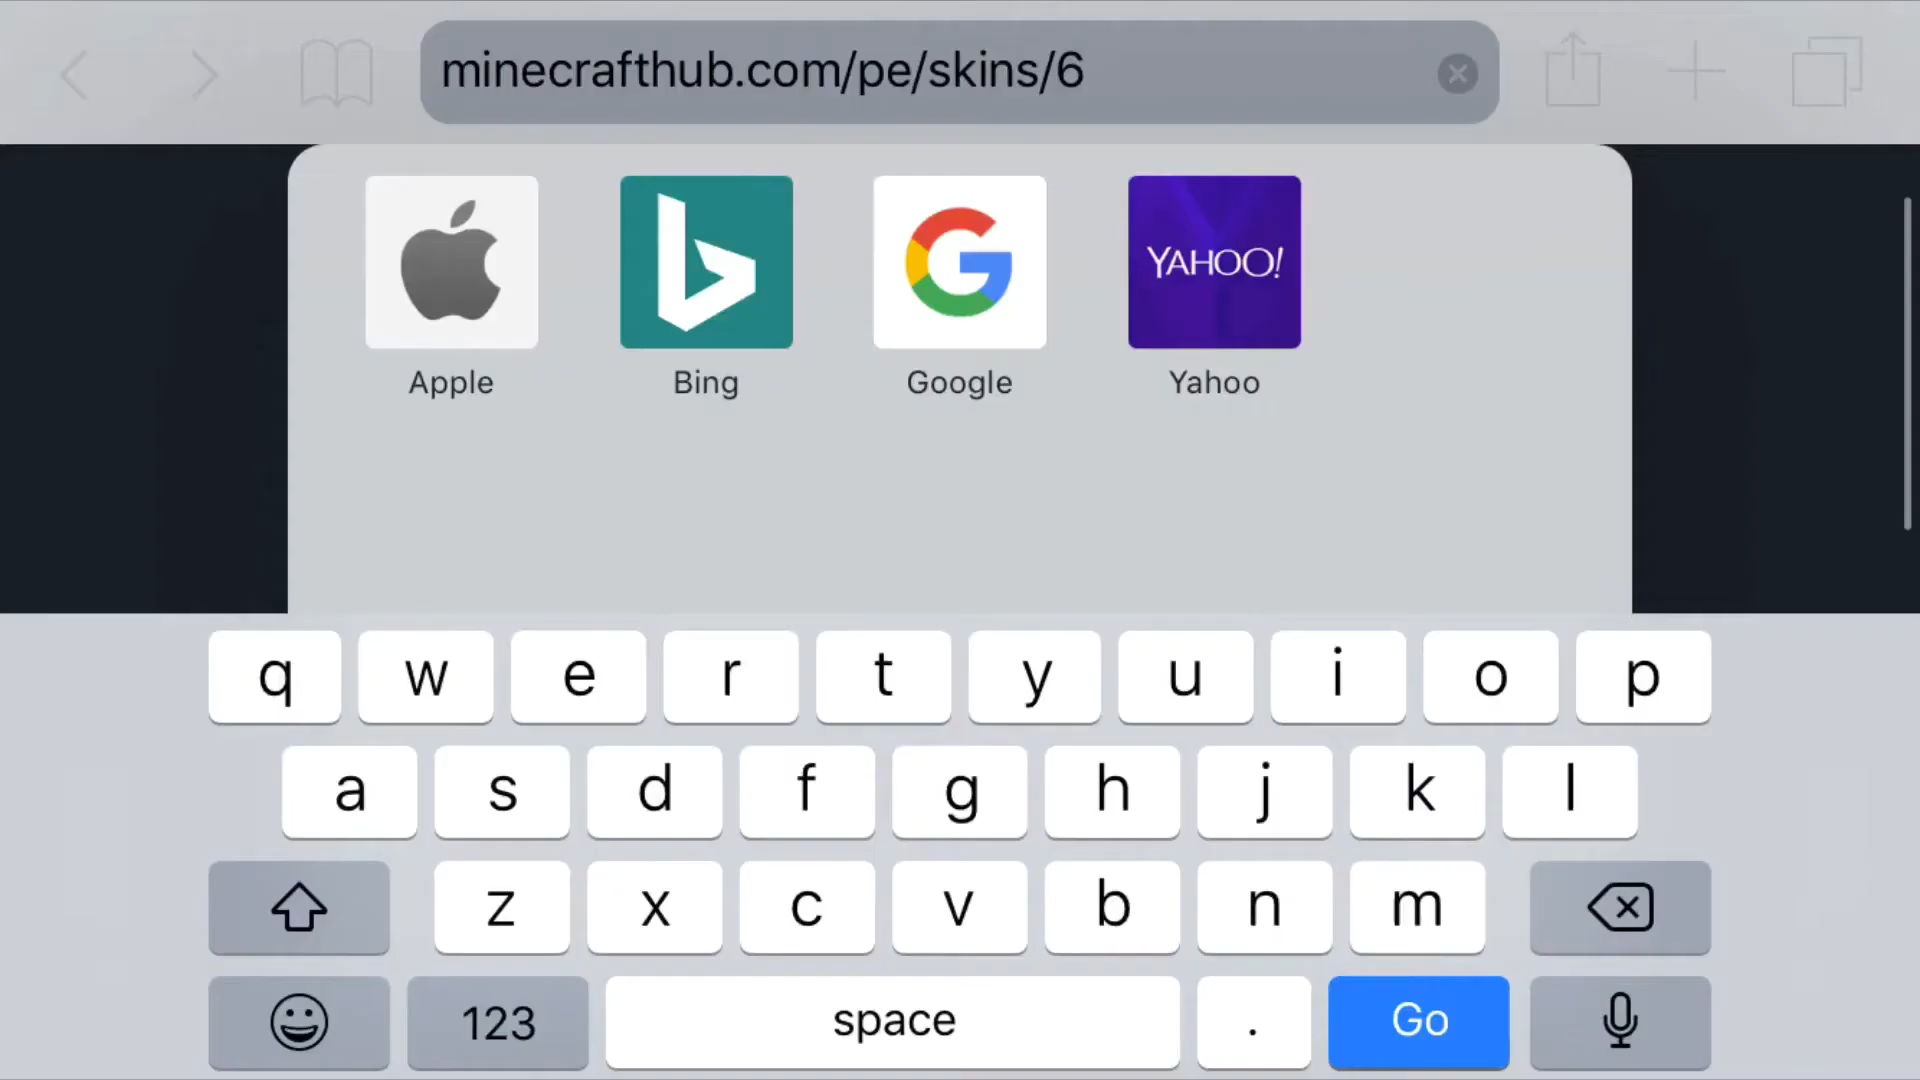 minecrafthub.com/pe/skins/6
YAHOO!
Apple Bing Google Yahoo
q w e r t y u i o p
a s d f g h j k l
z x c v b n m
123 space . Go